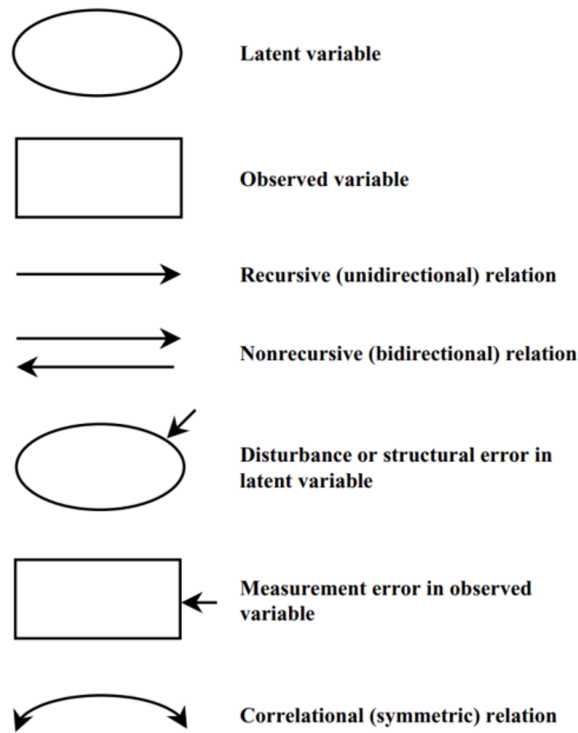 Latent variable
Observed variable
Recursive (unidirectional) relation
Nonrecursive (bidirectional) relation
Disturbance or structural error in
latent variable
Measurement error in observed
variable
Correlational (symmetric) relation